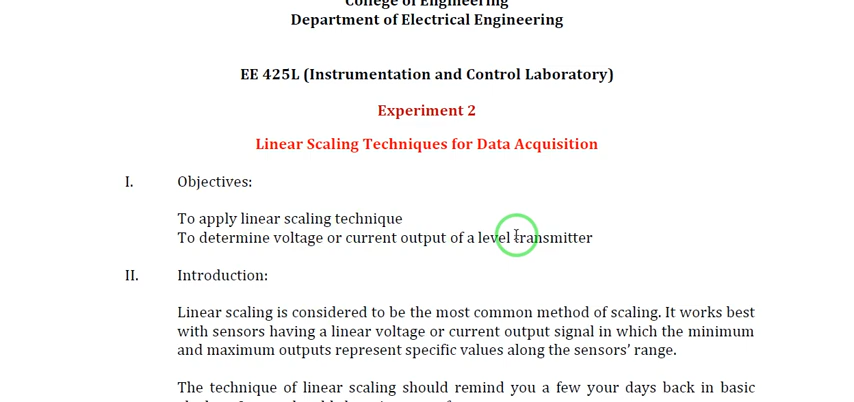 College of Engineering
Department of Electrical Engineering
EE 425L (Instrumentation and Control Laboratory)
Experiment 2
Linear Scaling Techniques for Data Acquisition
I. Objectives:
To apply linear scaling technique
To determine voltage or current output of a level transmitter
II. Introduction:
Linear scaling is considered to be the most common method of scaling. It works best
with sensors having a linear voltage or current output signal in which the minimum
and maximum outputs represent specific values along the sensors’ range.
The technique of linear scaling should remind you a few your days back in basic